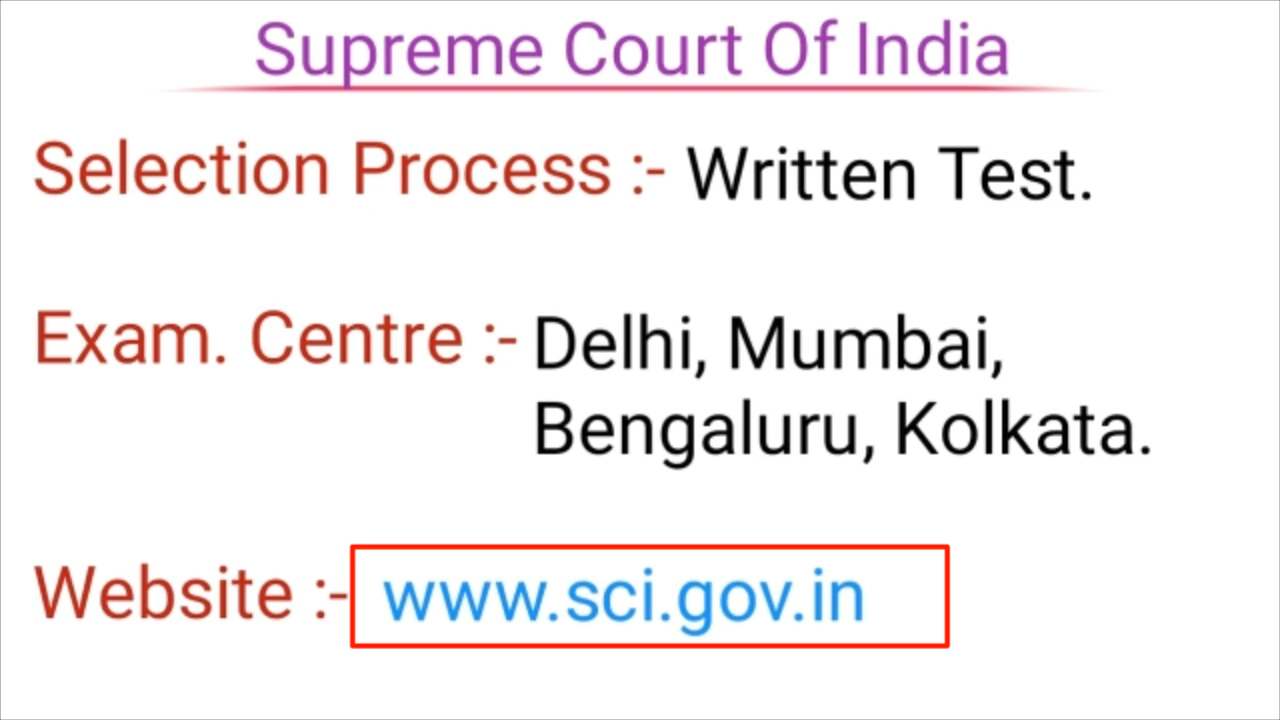 Supreme Court Of India
Selection Process :- Written Test.
Exam. Centre :- Delhi, Mumbai,
Bengaluru, Kolkata.
Website :- www.sci.gov.in